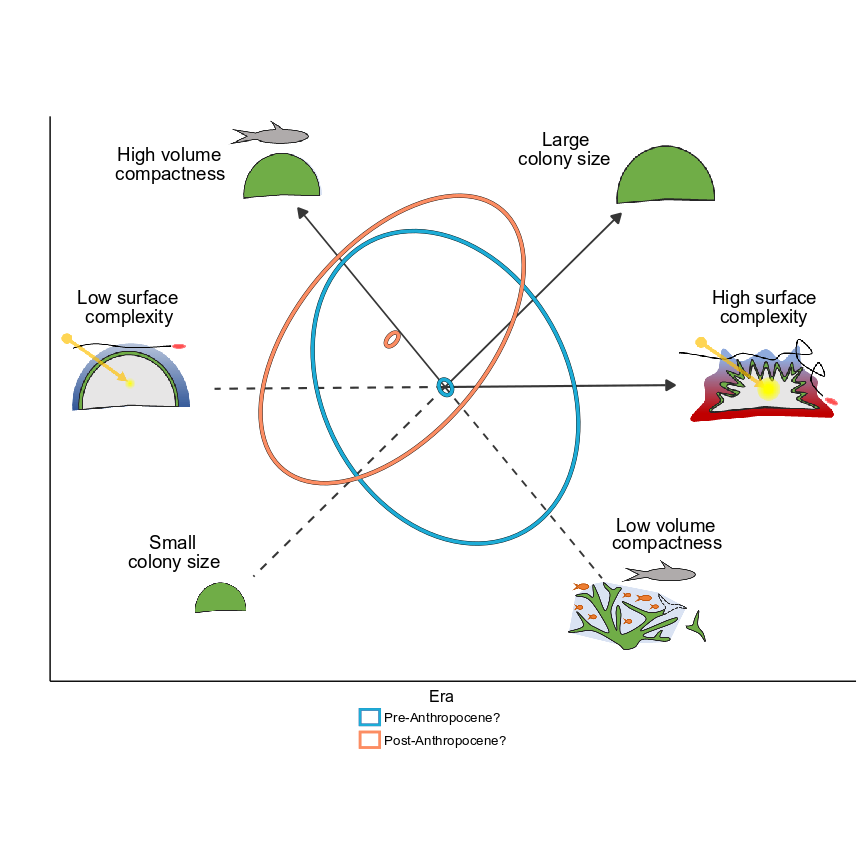 High volume
compactness
Large
colony size
Low surface
complexity
High surface
complexity
Small
colony size
Low volume
compactness
Era
Pre-Anthropocene?
Post-Anthropocene?